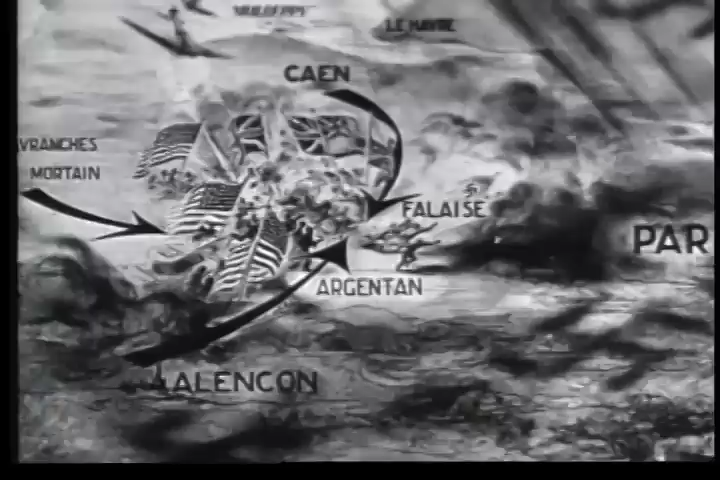 LE HAVRE
CAEN
VRANCHES
MORTAIN
FALAISE
PAR
ARGENTAN
ALENCON